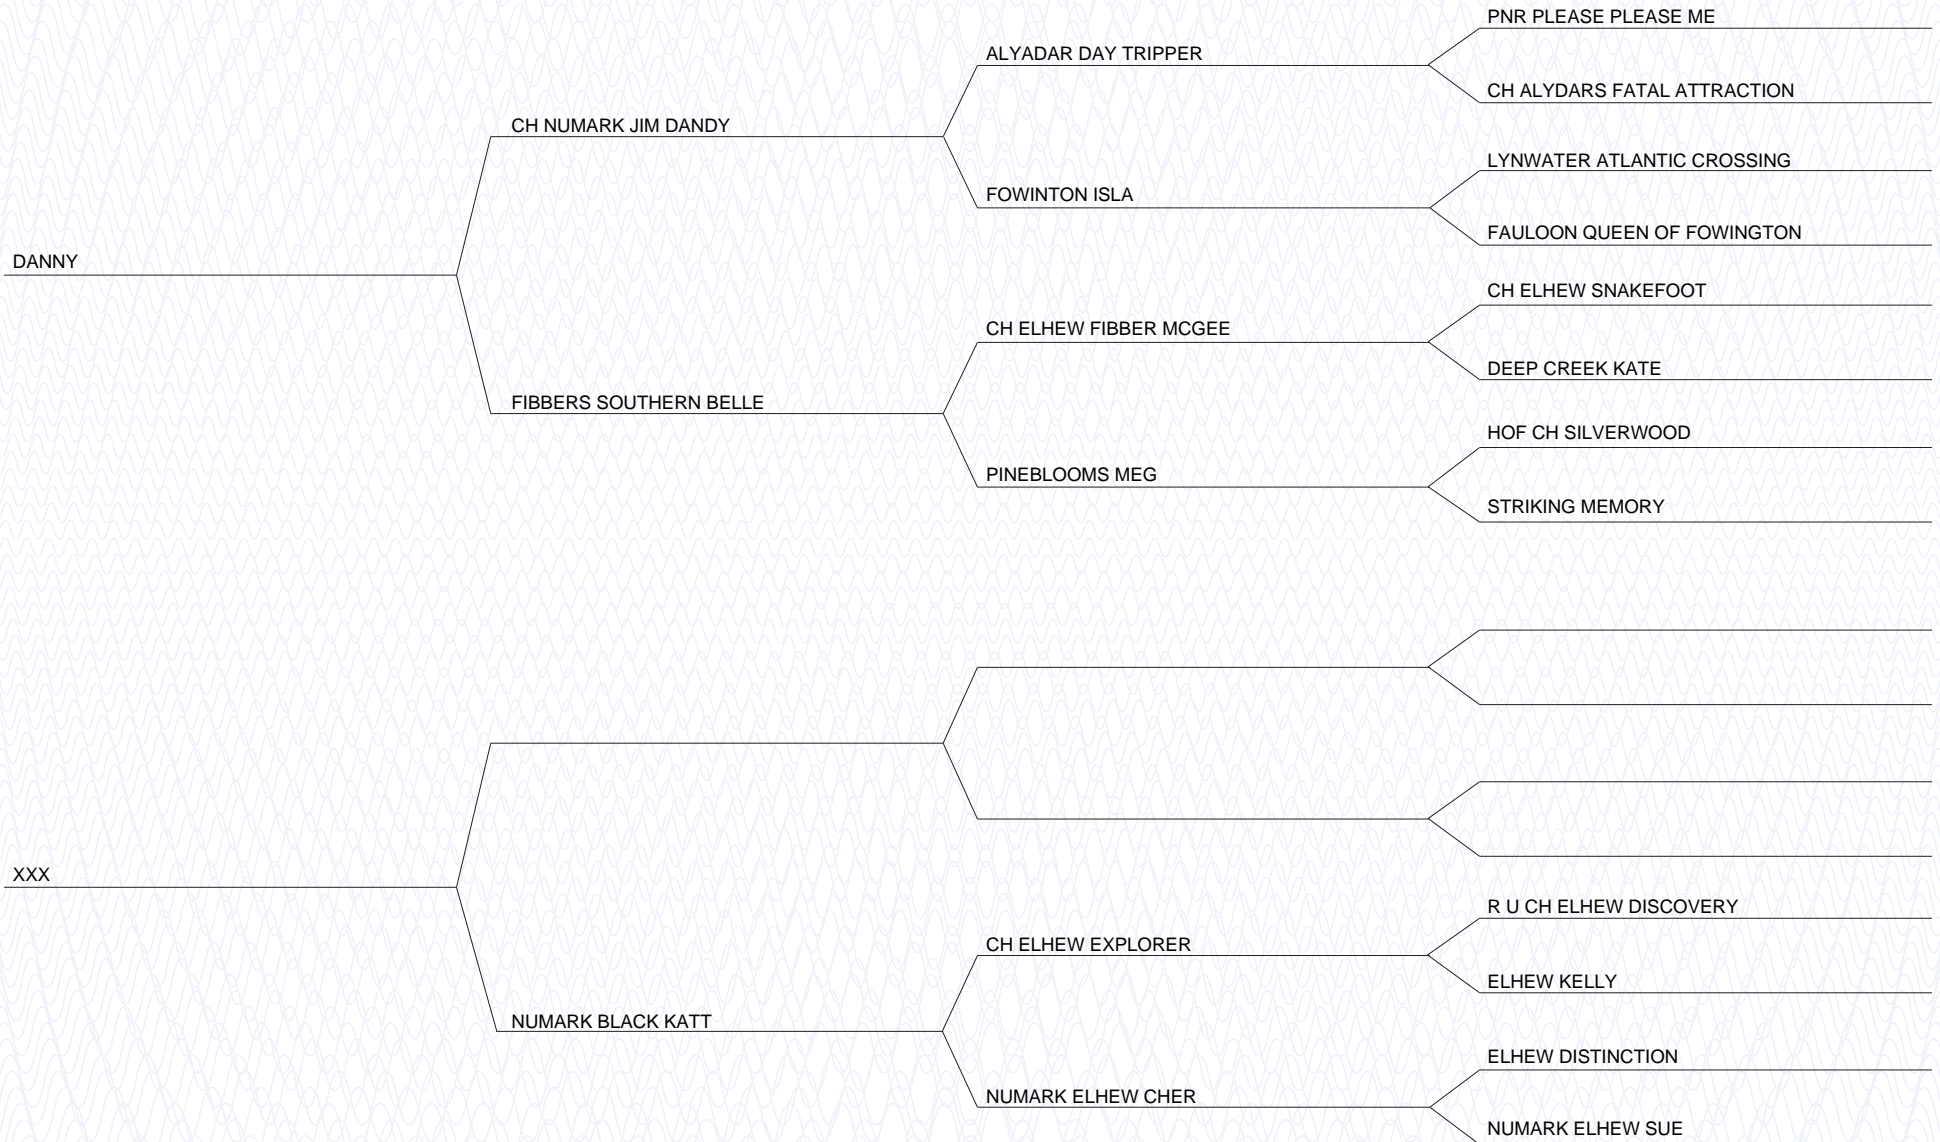 PNR PLEASE PLEASE ME
ALYADAR DAY TRIPPER
CH ALYDARS FATAL ATTRACTION
CH NUMARK JIM DANDY
LYNWATER ATLANTIC CROSSING
FOWINTON ISLA
FAULOON QUEEN OF FOWINGTON
DANNY
CH ELHEW SNAKEFOOT
CH ELHEW FIBBER MCGEE
DEEP CREEK KATE
FIBBERS SOUTHERN BELLE
HOF CH SILVERWOOD
PINEBLOOMS MEG
STRIKING MEMORY
XXX
R U CH ELHEW DISCOVERY
CH ELHEW EXPLORER
ELHEW KELLY
NUMARK BLACK KATT
ELHEW DISTINCTION
NUMARK ELHEW CHER
NUMARK ELHEW SUE